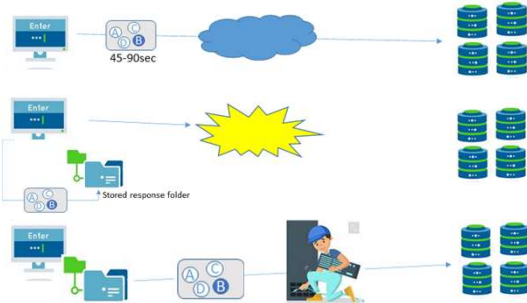 Enter
A C D B
45-90sec
Enter
A C D B
Stored response folder
Enter
A C D B